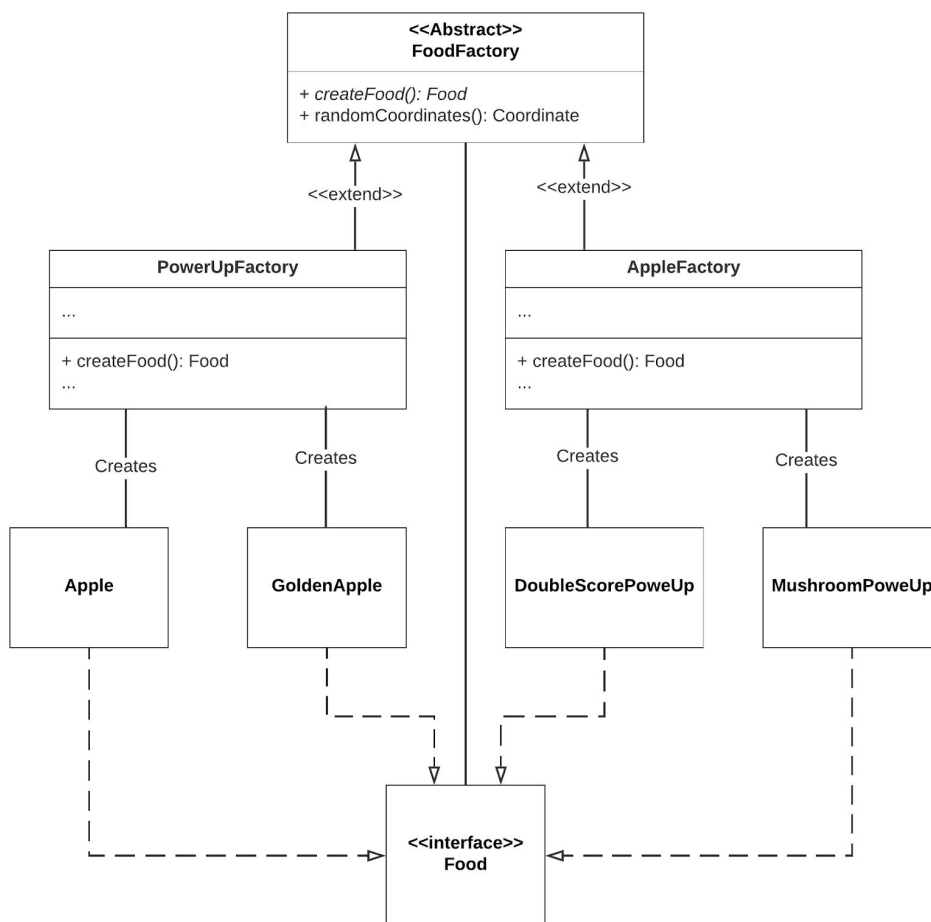 <<Abstract>>
FoodFactory
+ createFood(): Food
+ randomCoordinates(): Coordinate
<<extend>>
<<extend>>
PowerUpFactory
...
+ createFood(): Food
...
AppleFactory
...
+ createFood(): Food
...
Creates
Creates
Creates
Creates
Apple
GoldenApple
DoubleScorePoweUp
MushroomPoweUp
<<interface>>
Food